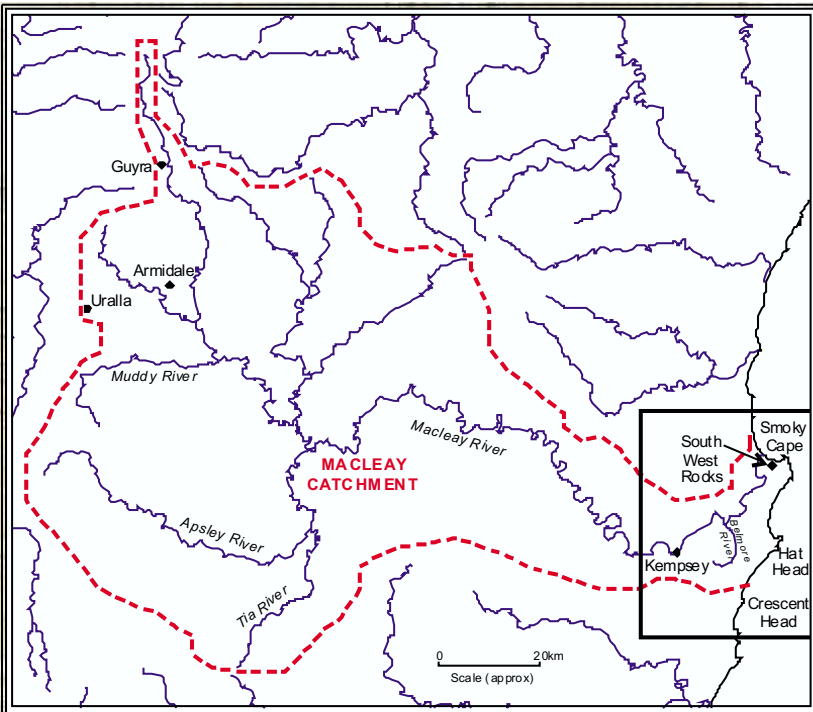 Guyra
Armidale
Uralla
Muddy River
Macleay River
MACLEAY
CATCHMENT
Smoky
Cape
South
West
Rocks
Apsley River
Belmore
River
Kempsey
Hat
Head
Tia River
Crescent
Head
0 20km
Scale (approx)